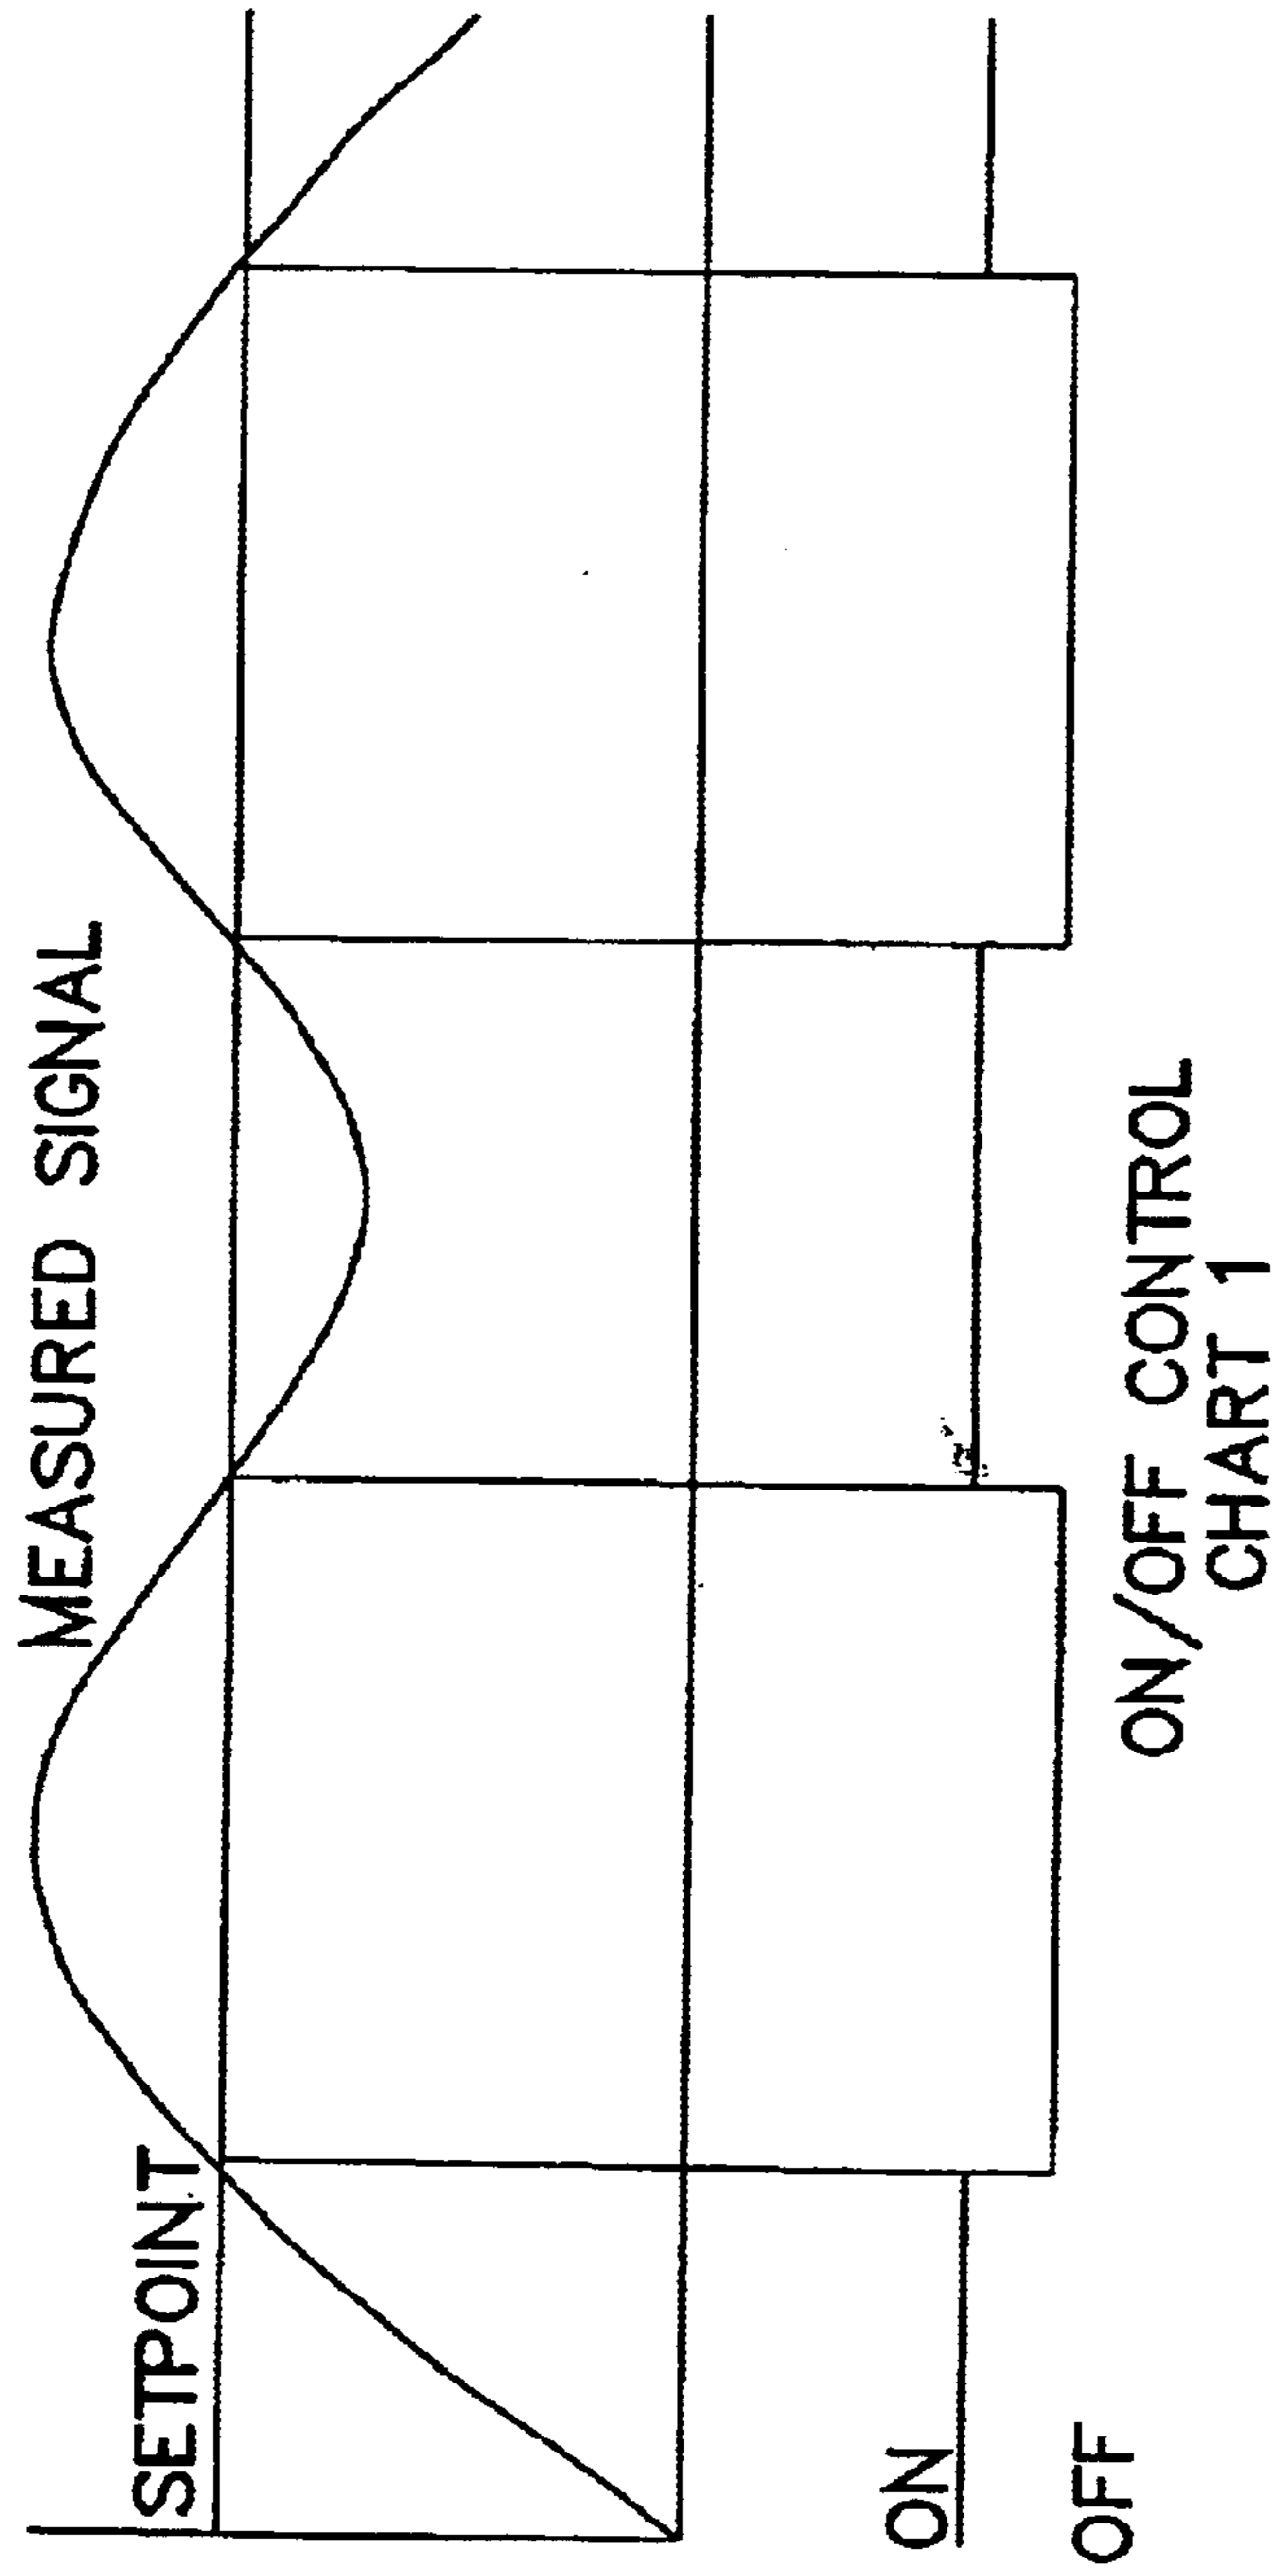 MEASURED SIGNAL
SETPOINT
ON
OFF
ON/OFF CONTROL
CHART 1